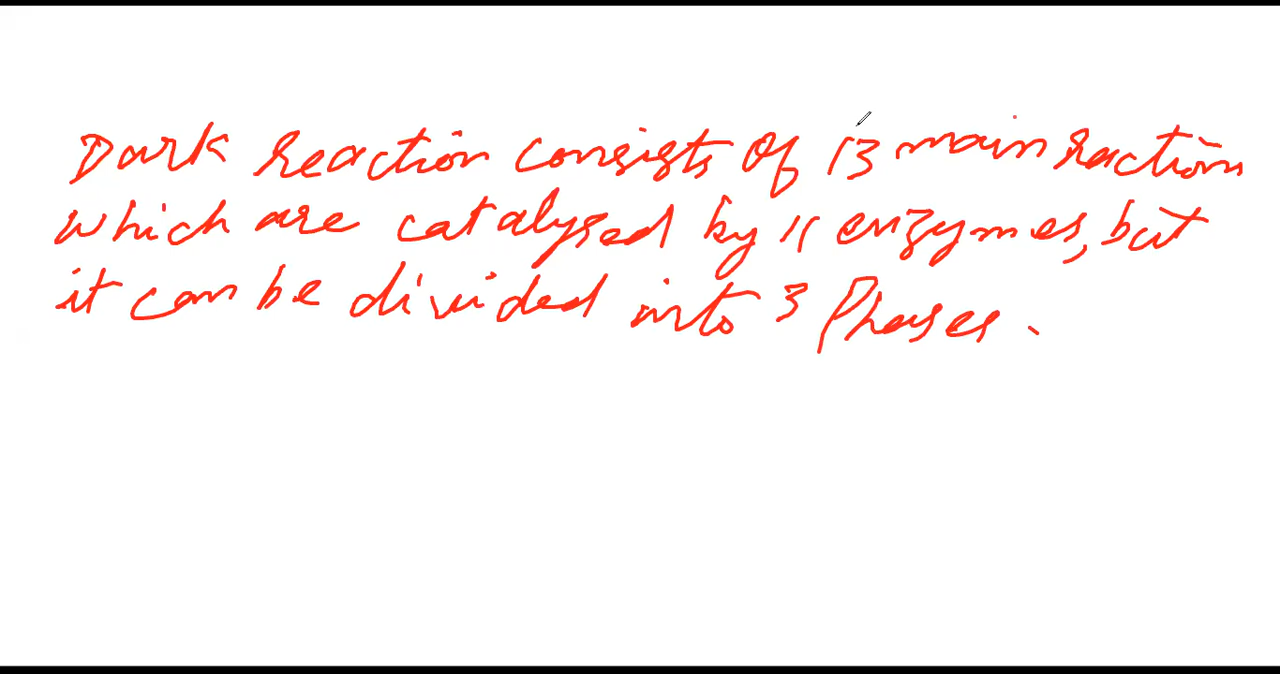 Dark reaction consists of 13 main reaction
which are catalysed by 11 enzymes, but
it can be divided into 3 Phases.